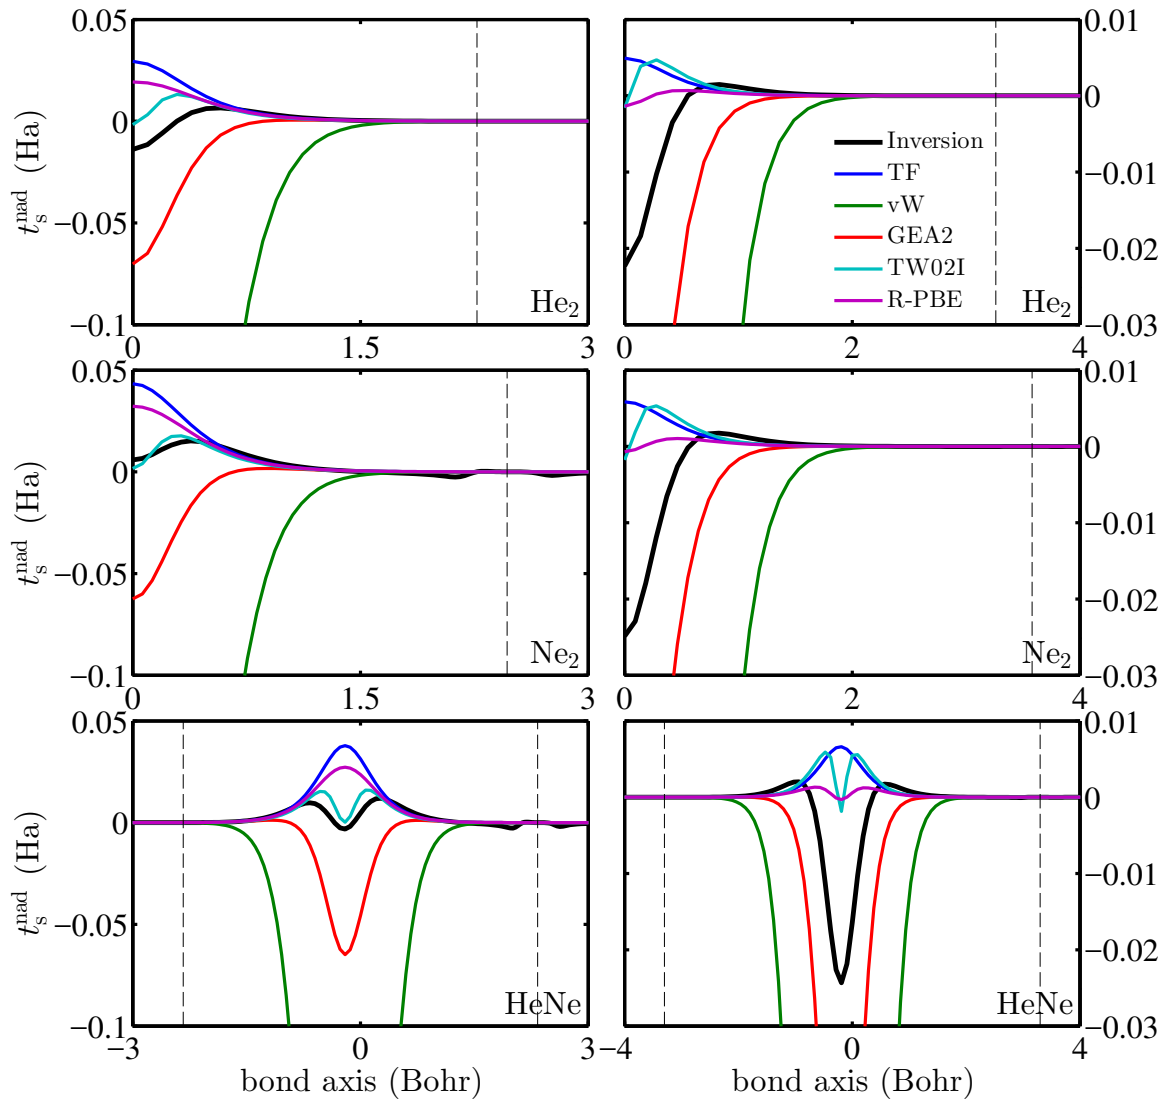 0.05
0
−0.05
−0.1
t_s^nad (Ha)
He₂
0
1.5
3
0.01
0
−0.01
−0.02
−0.03
Inversion
TF
vW
GEA2
TW02I
R-PBE
He₂
0
2
4
0.05
0
−0.05
−0.1
t_s^nad (Ha)
Ne₂
0
1.5
3
0.01
0
−0.01
−0.02
−0.03
Ne₂
0
2
4
0.05
0
−0.05
−0.1
t_s^nad (Ha)
HeNe
−3
0
3
bond axis (Bohr)
0.01
0
−0.01
−0.02
−0.03
HeNe
−4
0
4
bond axis (Bohr)